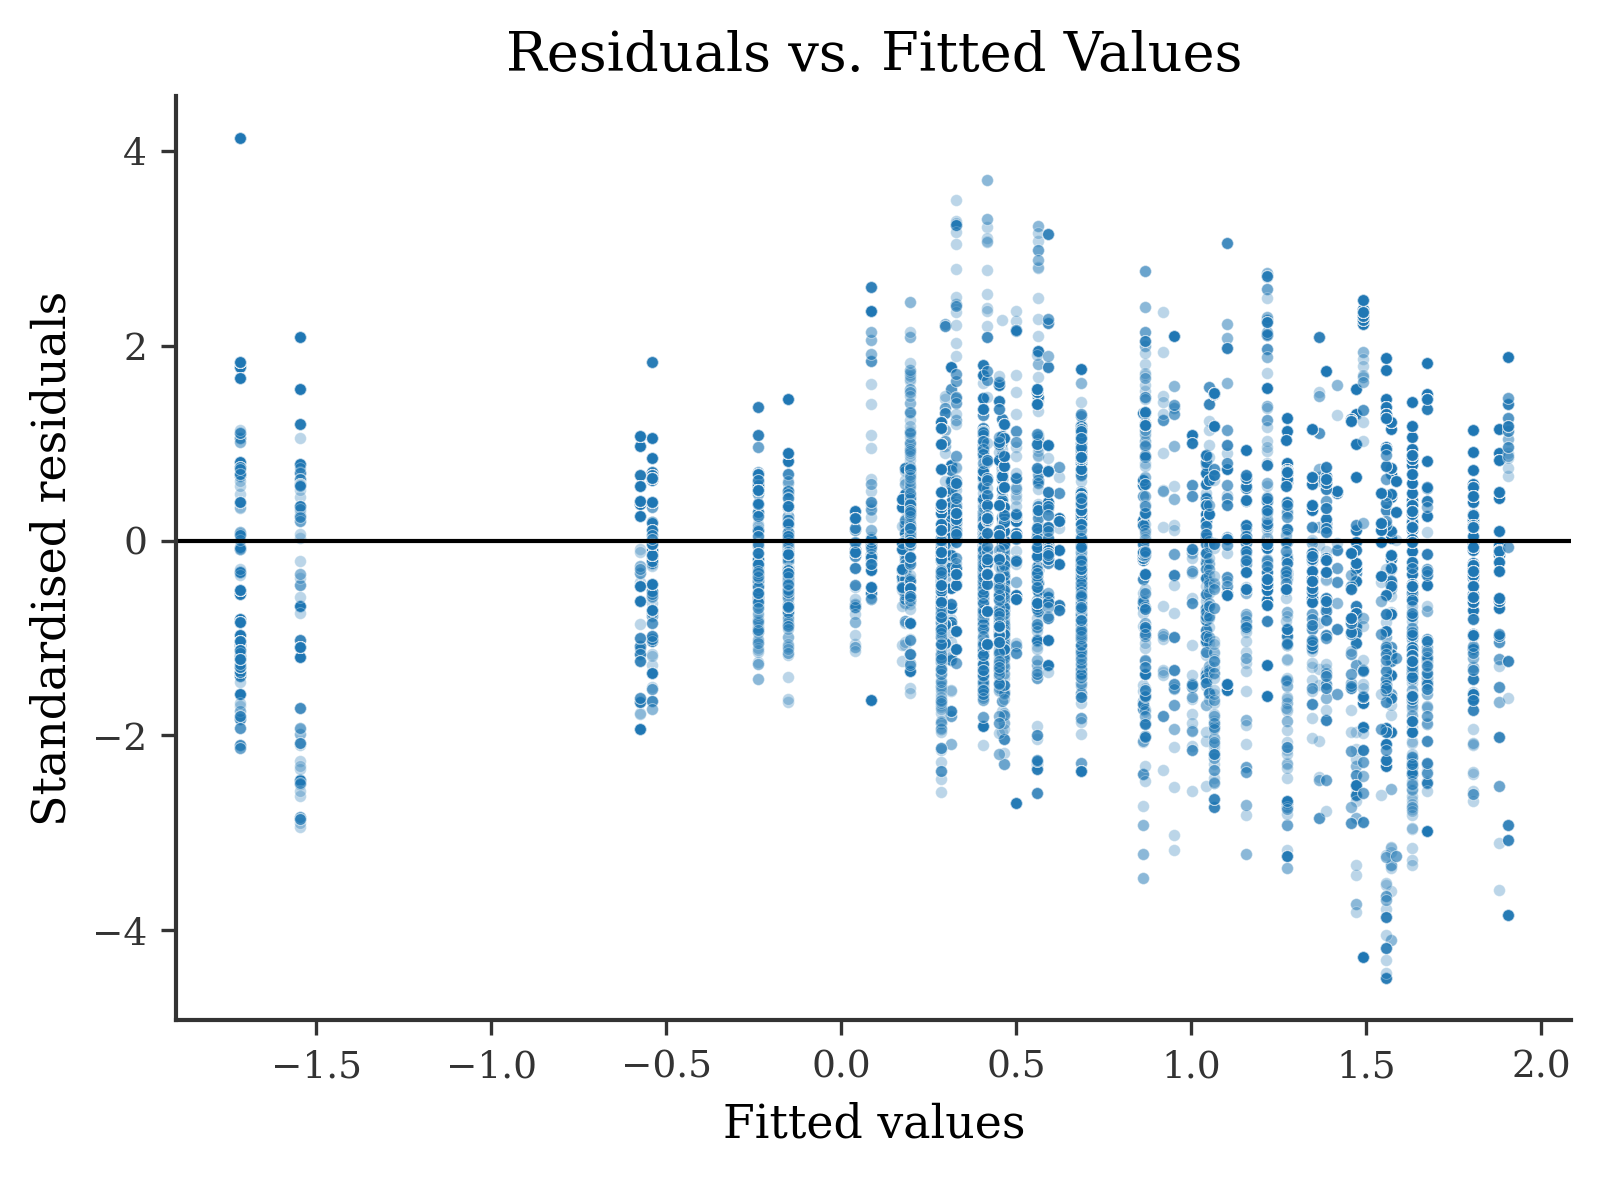 Residuals vs. Fitted Values
Standardised residuals
4
2
0
−2
−4
−1.5 −1.0 −0.5 0.0 0.5 1.0 1.5 2.0
Fitted values